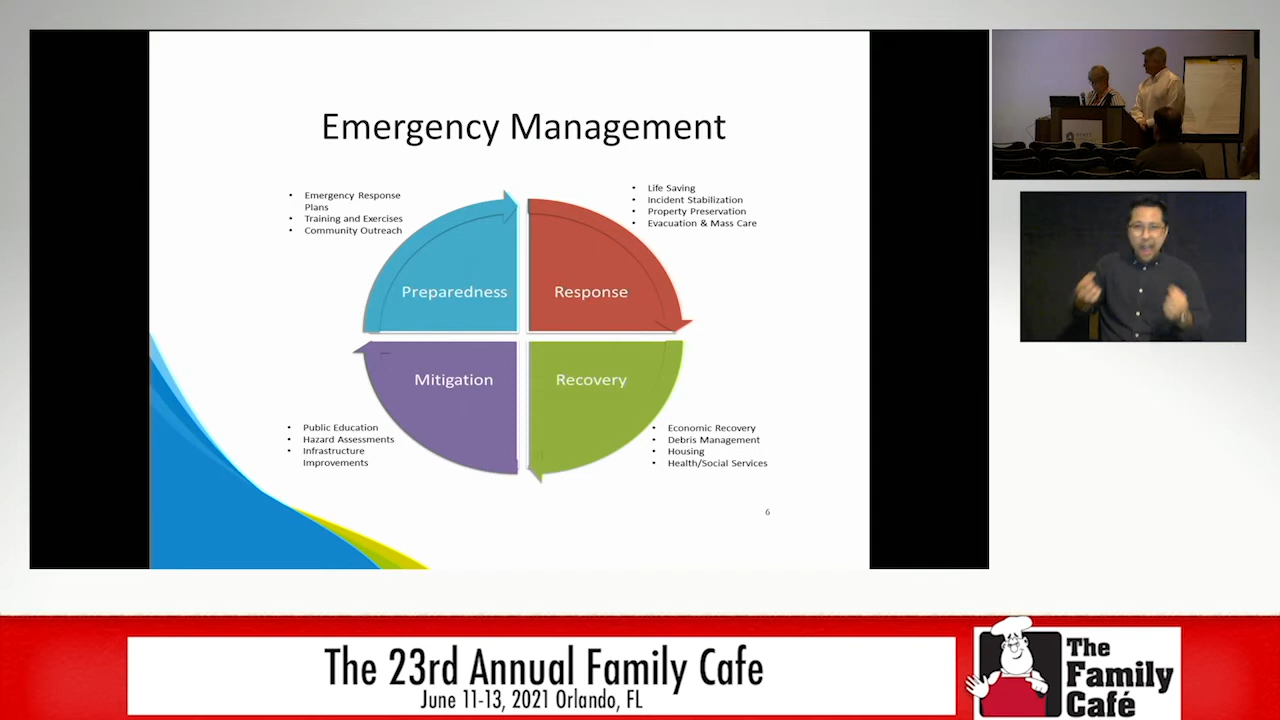 Emergency Management
• Emergency Response
Plans
• Training and Exercises
• Community Outreach
• Life Saving
• Incident Stabilization
• Property Preservation
• Evacuation & Mass Care
Preparedness
Response
Mitigation
Recovery
• Public Education
• Hazard Assessments
• Infrastructure
Improvements
• Economic Recovery
• Debris Management
• Housing
• Health/Social Services
6
The 23rd Annual Family Cafe
June 11-13, 2021 Orlando, FL
The
Family
Café